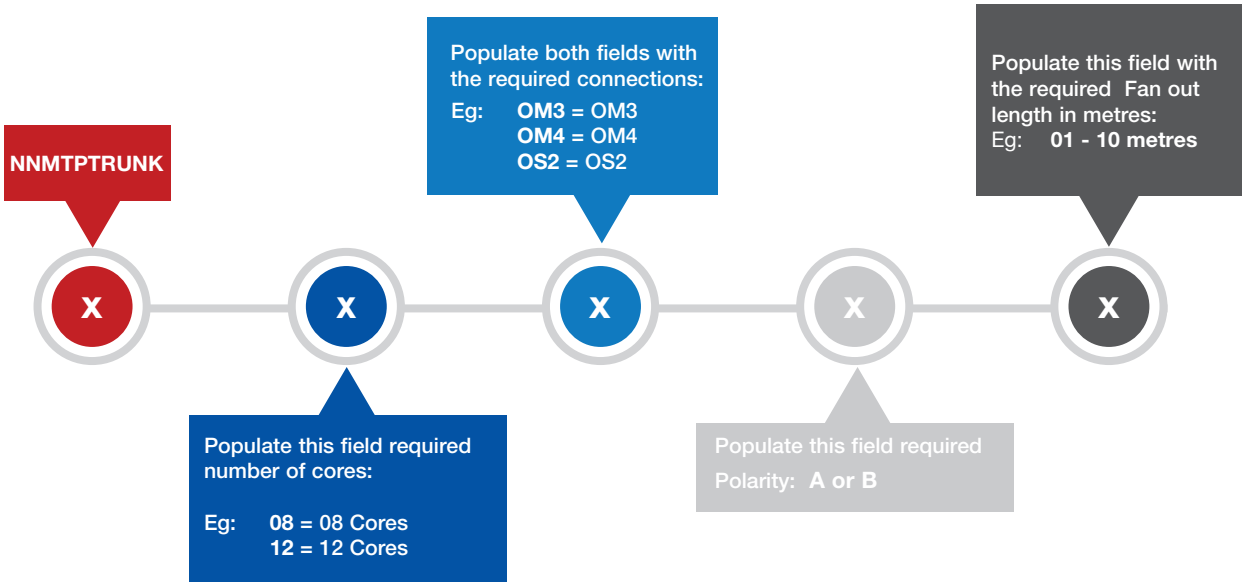 NNMTPTRUNK
Populate both fields with
the required connections:
Eg: OM3 = OM3
OM4 = OM4
OS2 = OS2
Populate this field with
the required Fan out
length in metres:
Eg: 01 - 10 metres
X X X X X
Populate this field required
number of cores:
Eg: 08 = 08 Cores
12 = 12 Cores
Populate this field required
Polarity: A or B